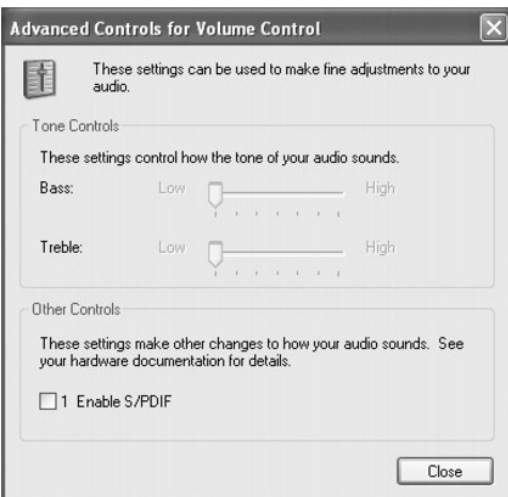 Advanced Controls for Volume Control
These settings can be used to make fine adjustments to your
audio.
Tone Controls
These settings control how the tone of your audio sounds.
Bass: Low High
Treble: Low High
Other Controls
These settings make other changes to how your audio sounds. See
your hardware documentation for details.
1 Enable S/PDIF
Close